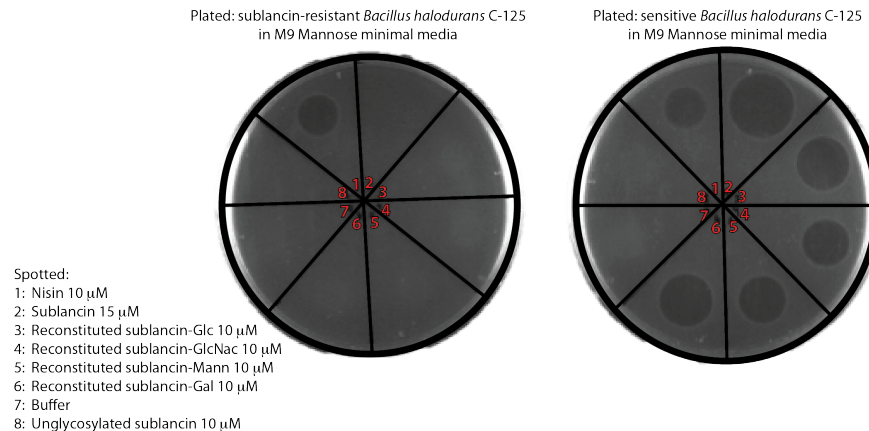 Plated: sublancin-resistant Bacillus halodurans C-125
in M9 Mannose minimal media
Plated: sensitive Bacillus halodurans C-125
in M9 Mannose minimal media
1 2 3 4 5 6 7 8
1 2 3 4 5 6 7 8
Spotted:
1: Nisin 10 μM
2: Sublancin 15 μM
3: Reconstituted sublancin-Glc 10 μM
4: Reconstituted sublancin-GlcNac 10 μM
5: Reconstituted sublancin-Mann 10 μM
6: Reconstituted sublancin-Gal 10 μM
7: Buffer
8: Unglycosylated sublancin 10 μM